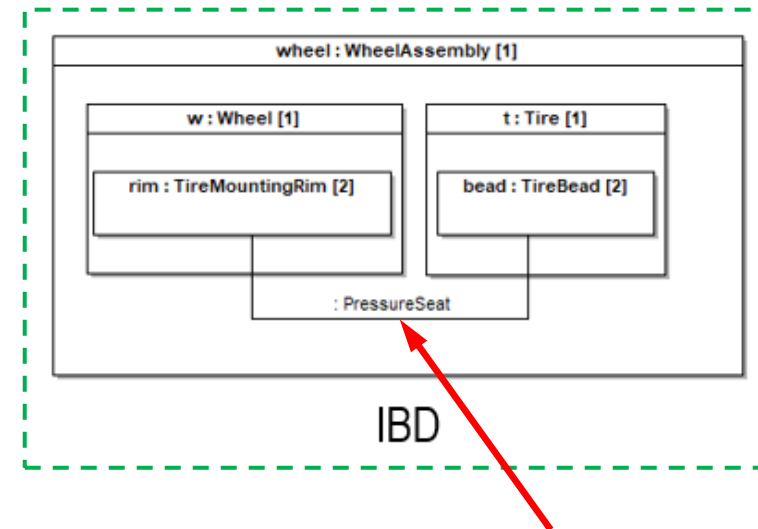 wheel : WheelAssembly [1]
w : Wheel [1]
t : Tire [1]
rim : TireMountingRim [2]
bead : TireBead [2]
: PressureSeat
IBD